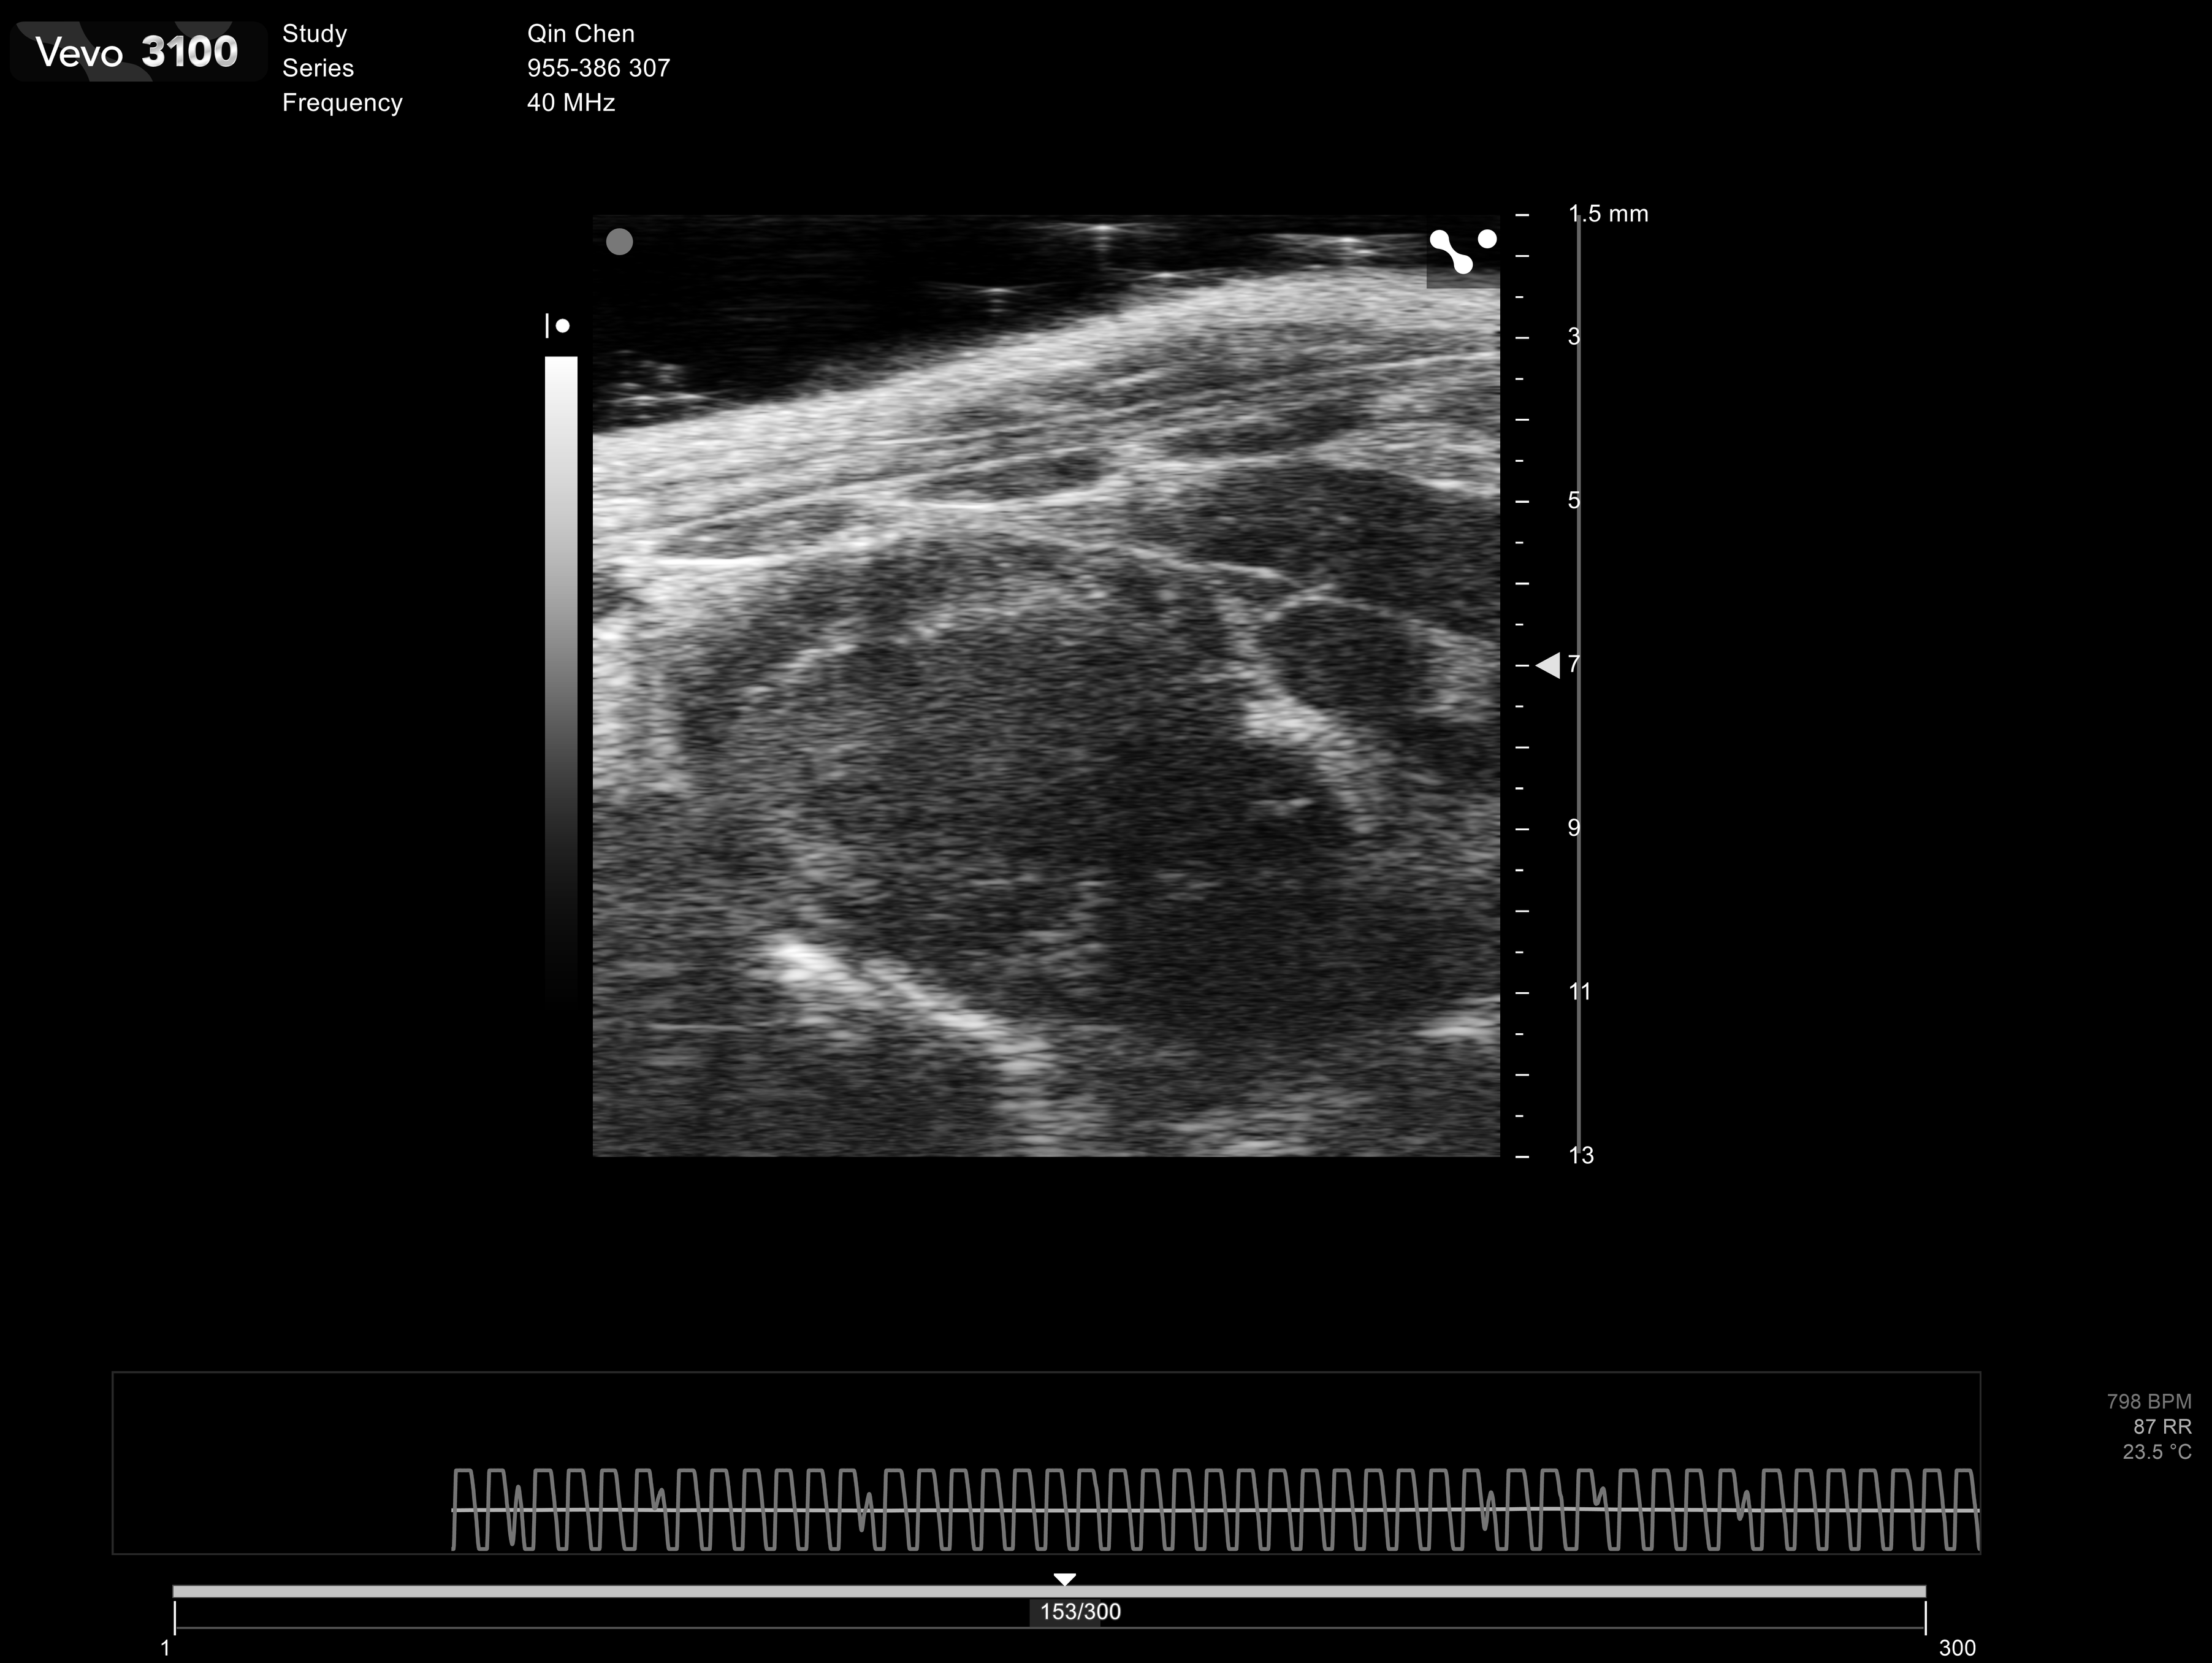 Vevo 3100
Study Qin Chen
Series 955-386 307
Frequency 40 MHz
1.5 mm
3
5
7
9
11
13
798 BPM
87 RR
23.5 °C
153/300
1
300